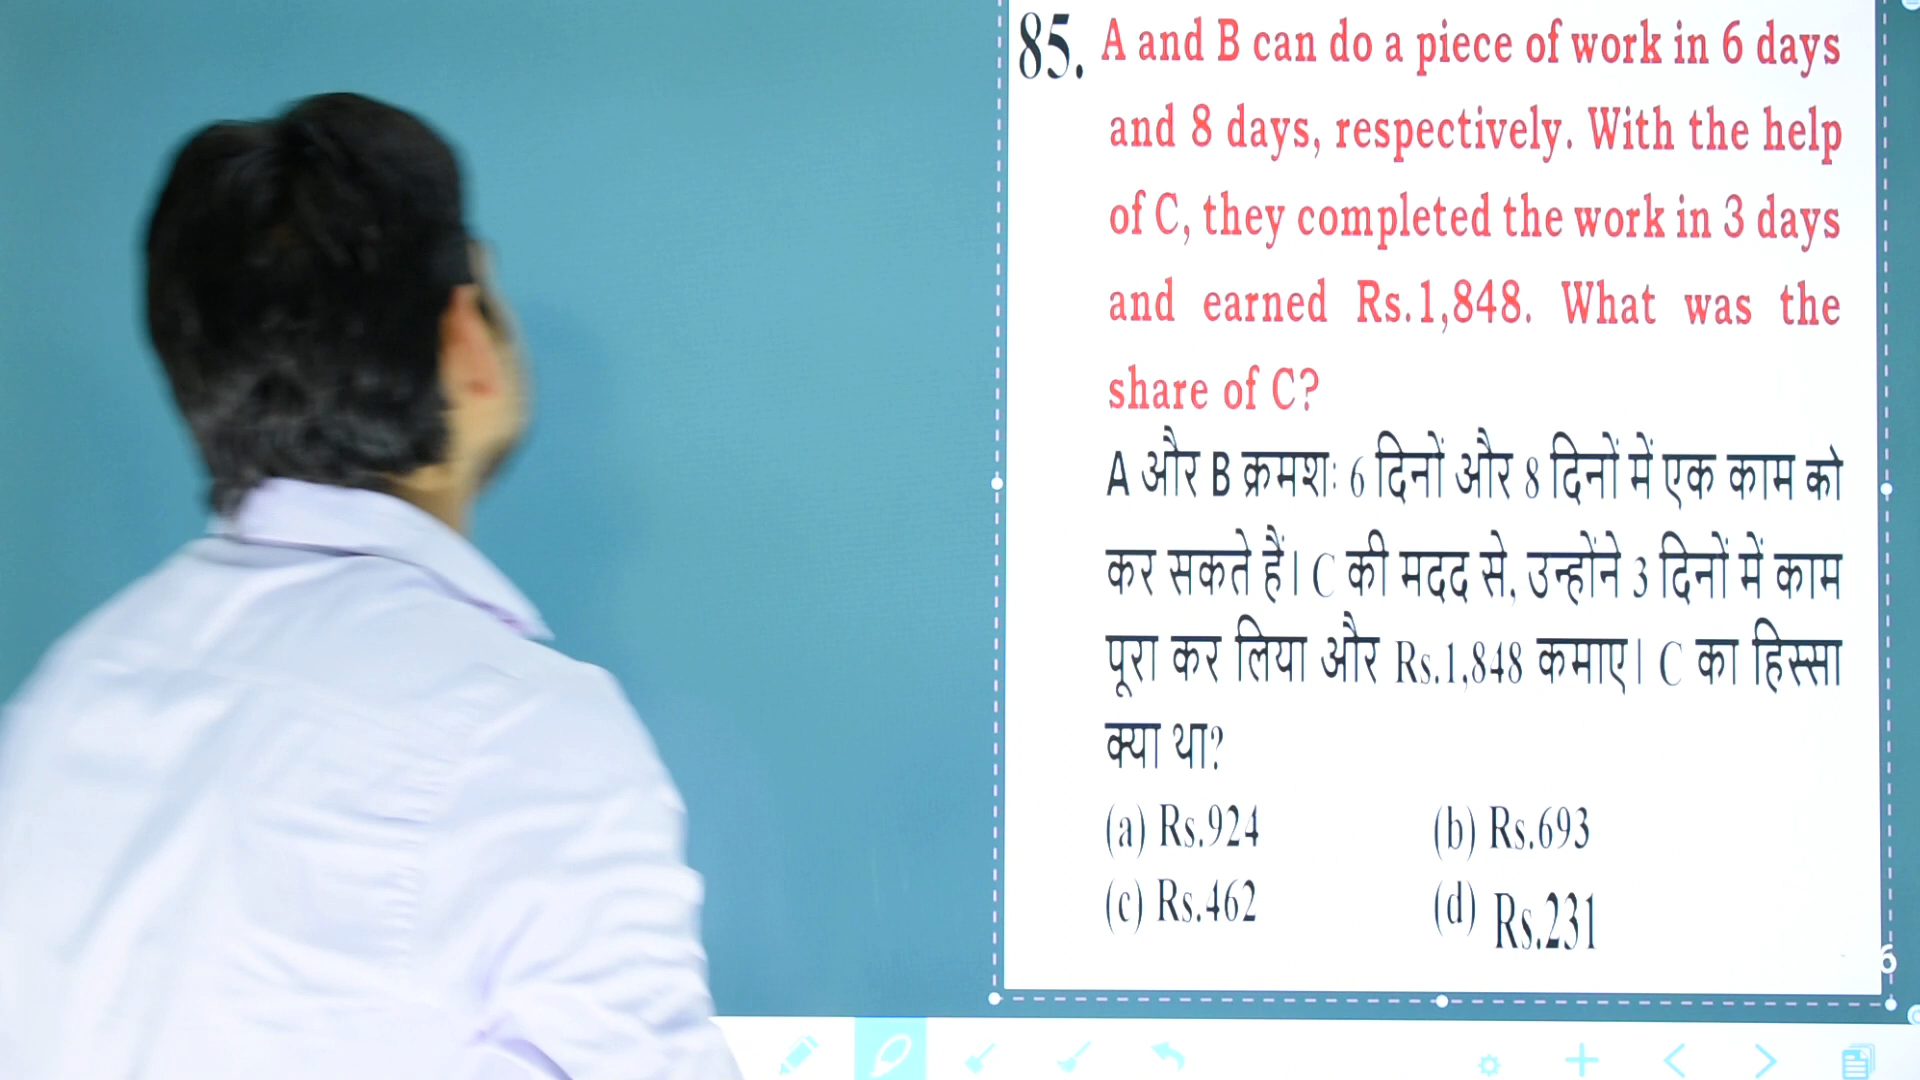 85. A and B can do a piece of work in 6 days
and 8 days, respectively. With the help
of C, they completed the work in 3 days
and earned Rs.1,848. What was the
share of C?
A और B क्रमशः 6 दिनों और 8 दिनों में एक काम को
कर सकते हैं। C की मदद से, उन्होंने 3 दिनों में काम
पूरा कर लिया और Rs.1,848 कमाए। C का हिस्सा
क्या था?
(a) Rs.924 (b) Rs.693
(c) Rs.462 (d) Rs.231
6